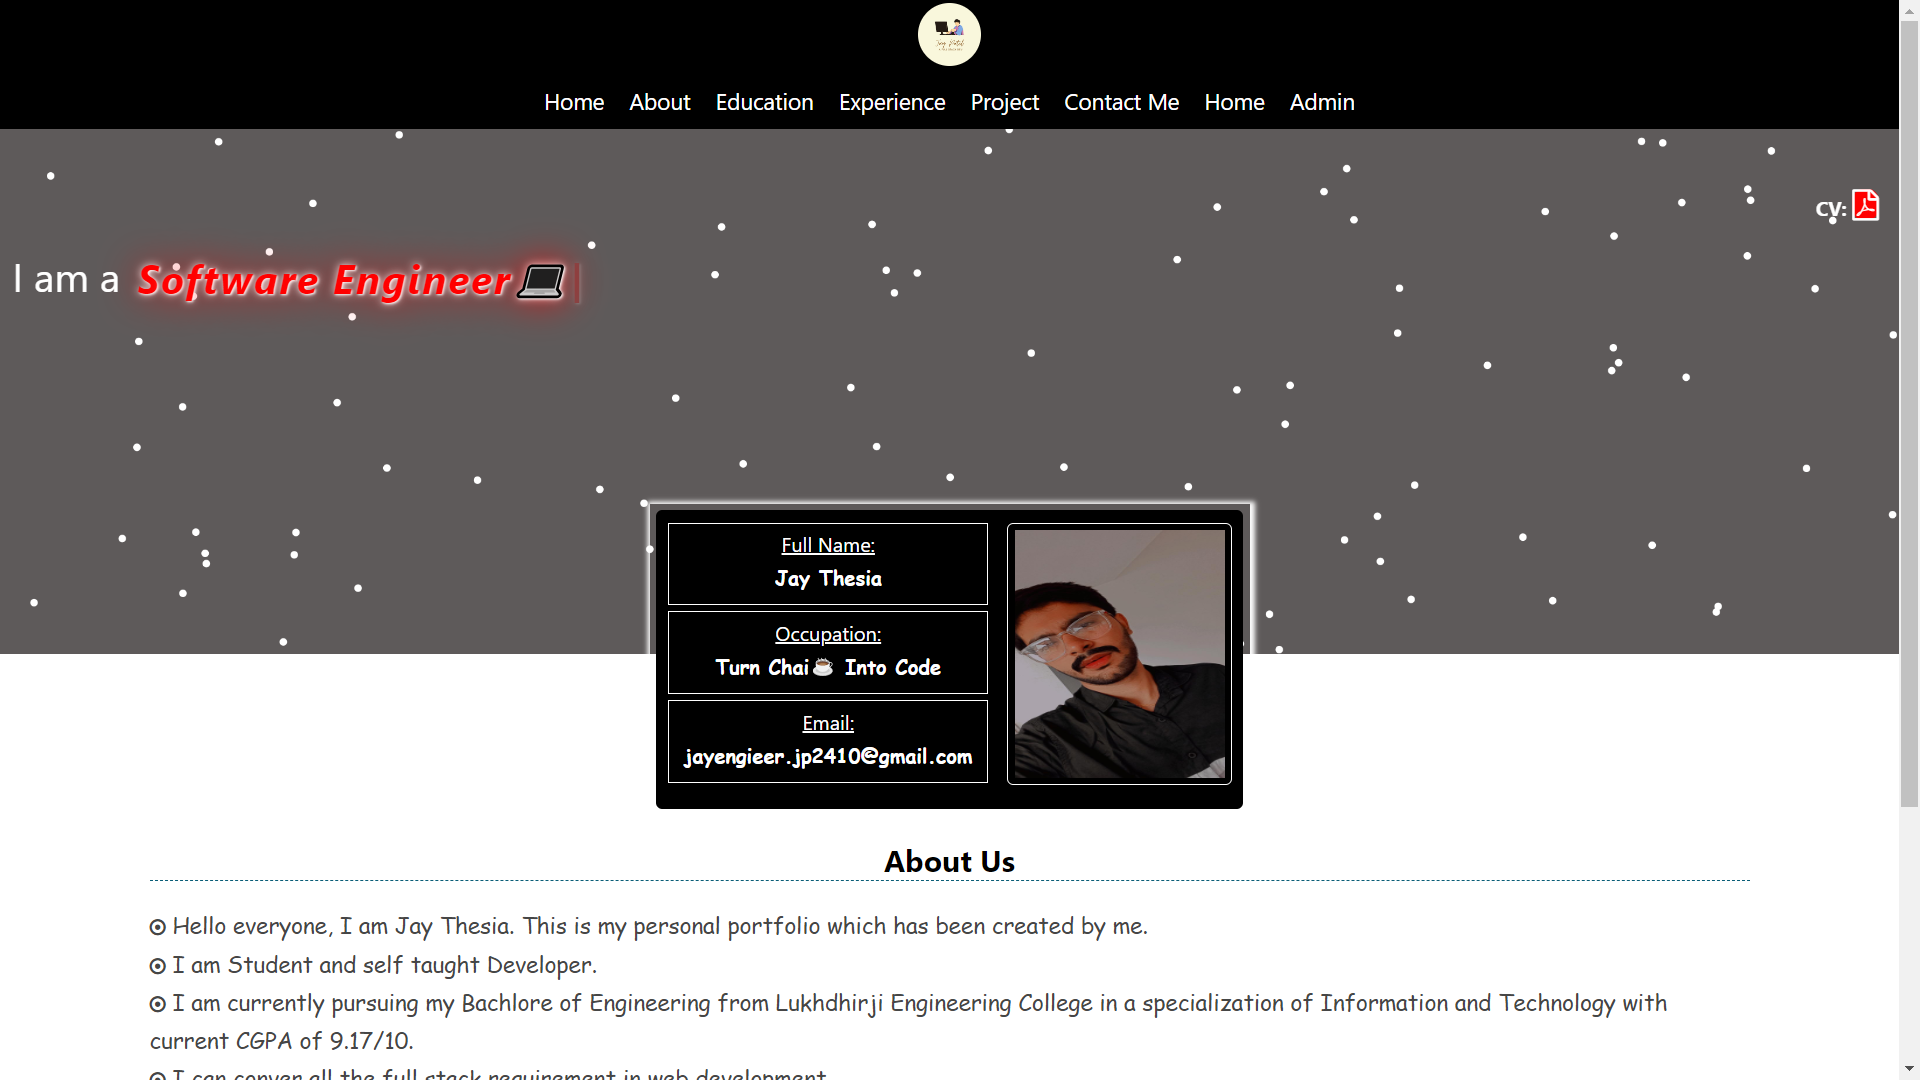 Home About Education Experience Project Contact Me Home Admin
CV:
I am a Software Engineer💻|
Full Name:
Jay Thesia
Occupation:
Turn Chai☕ Into Code
Email:
jayengieer.jp2410@gmail.com
About Us
Hello everyone, I am Jay Thesia. This is my personal portfolio which has been created by me.
I am Student and self taught Developer.
I am currently pursuing my Bachlore of Engineering from Lukhdhirji Engineering College in a specialization of Information and Technology with
current CGPA of 9.17/10.
I can conver all the full stack requirement in web development